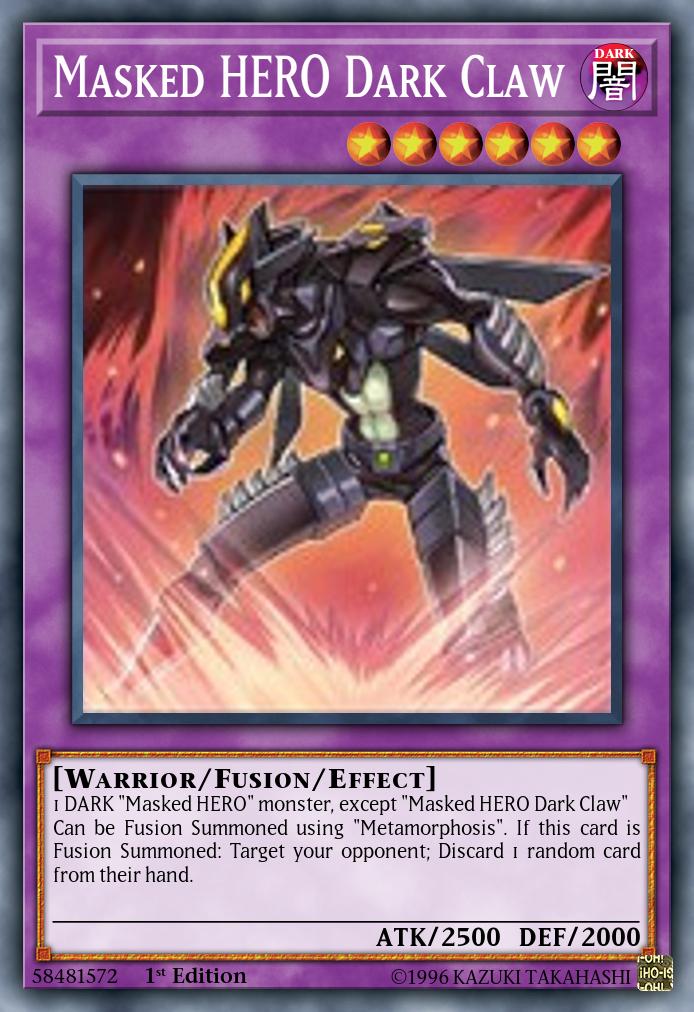 Masked HERO Dark Claw
DARK
闇
[Warrior/Fusion/Effect]
1 DARK "Masked HERO" monster, except "Masked HERO Dark Claw"
Can be Fusion Summoned using "Metamorphosis". If this card is
Fusion Summoned: Target your opponent; Discard 1 random card
from their hand.
ATK/2500 DEF/2000
58481572 1st Edition ©1996 KAZUKI TAKAHASHI